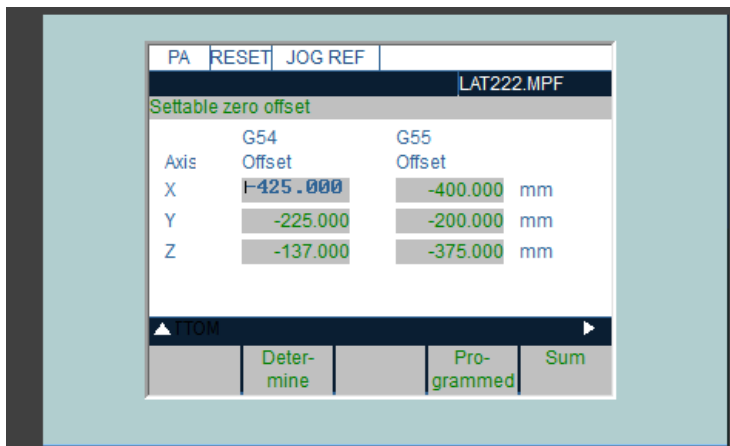 PA RESET JOG REF
LAT222.MPF
Settable zero offset
G54 G55
Axis Offset Offset
X -425.000 -400.000 mm
Y -225.000 -200.000 mm
Z -137.000 -375.000 mm
Deter- Pro- Sum
mine grammed